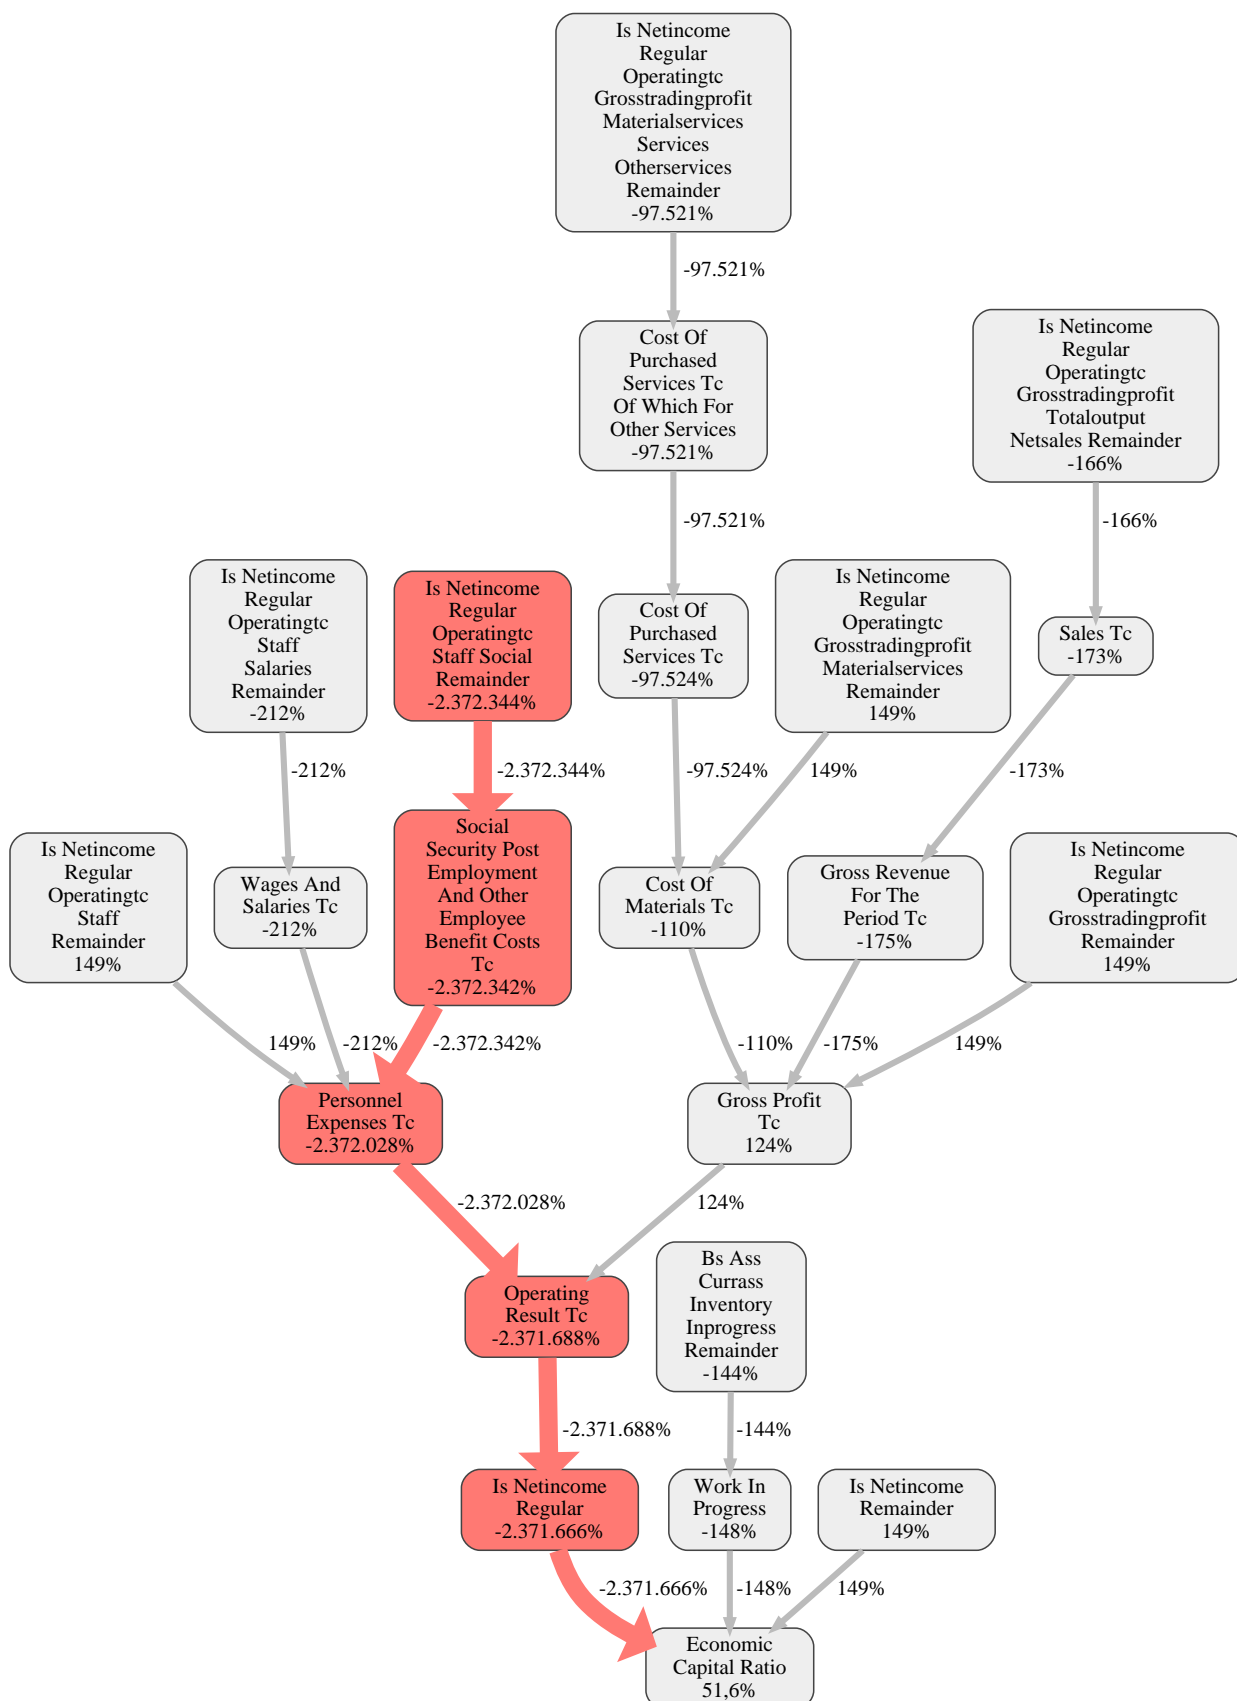 Is Netincome
Regular
Operatingtc
Grosstradingprofit
Materialservices
Services
Otherservices
Remainder
-97.521%
-97.521%
Cost Of
Purchased
Services Tc
Of Which For
Other Services
-97.521%
Is Netincome
Regular
Operatingtc
Grosstradingprofit
Totaloutput
Netsales Remainder
-166%
-97.521%
-166%
Is Netincome
Regular
Operatingtc
Staff
Salaries
Remainder
-212%
Is Netincome
Regular
Operatingtc
Staff Social
Remainder
-2.372.344%
Cost Of
Purchased
Services Tc
-97.524%
Is Netincome
Regular
Operatingtc
Grosstradingprofit
Materialservices
Remainder
149%
Sales Tc
-173%
-212%
-2.372.344%
-97.524%
149%
-173%
Is Netincome
Regular
Operatingtc
Staff
Remainder
149%
Wages And
Salaries Tc
-212%
Social
Security Post
Employment
And Other
Employee
Benefit Costs
Tc
-2.372.342%
Cost Of
Materials Tc
-110%
Gross Revenue
For The
Period Tc
-175%
Is Netincome
Regular
Operatingtc
Grosstradingprofit
Remainder
149%
149%
-212%
-2.372.342%
-110%
-175%
149%
Personnel
Expenses Tc
-2.372.028%
Gross Profit
Tc
124%
-2.372.028%
124%
Operating
Result Tc
-2.371.688%
Bs Ass
Currass
Inventory
Inprogress
Remainder
-144%
-2.371.688%
-144%
Is Netincome
Regular
-2.371.666%
Work In
Progress
-148%
Is Netincome
Remainder
149%
-2.371.666%
-148%
149%
Economic
Capital Ratio
51,6%